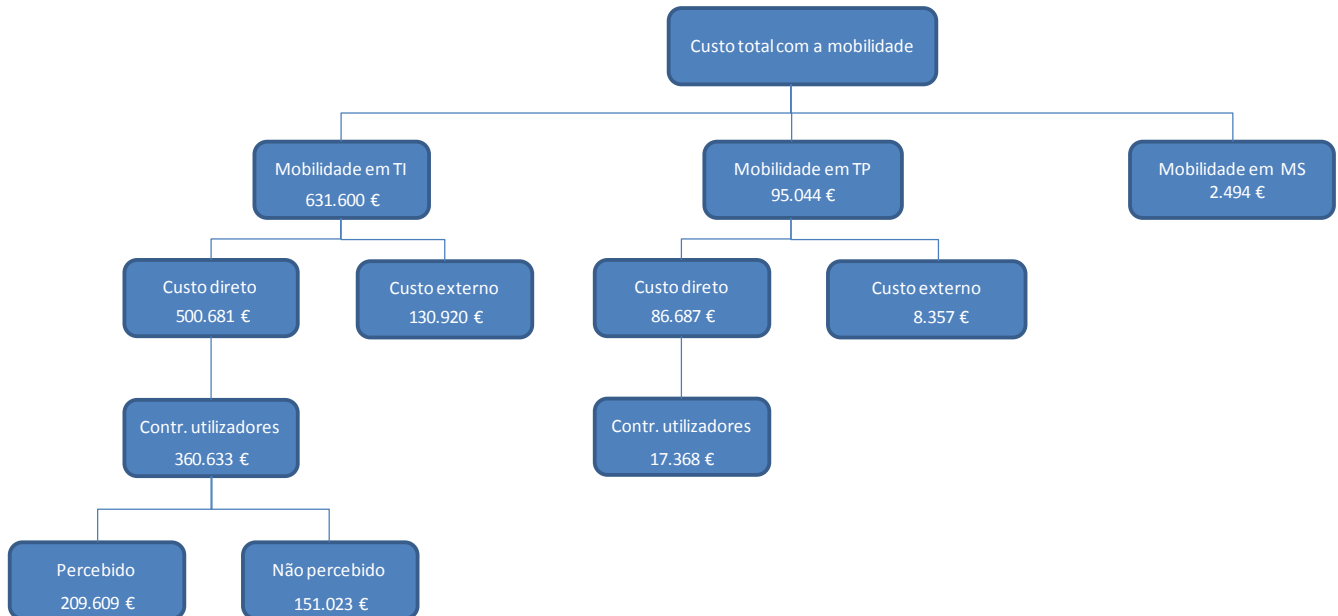 Custo total com a mobilidade
Mobilidade em TI
631.600 €
Mobilidade em TP
95.044 €
Mobilidade em MS
2.494 €
Custo direto
500.681 €
Custo externo
130.920 €
Custo direto
86.687 €
Custo externo
8.357 €
Contr. utilizadores
360.633 €
Contr. utilizadores
17.368 €
Percebido
209.609 €
Não percebido
151.023 €